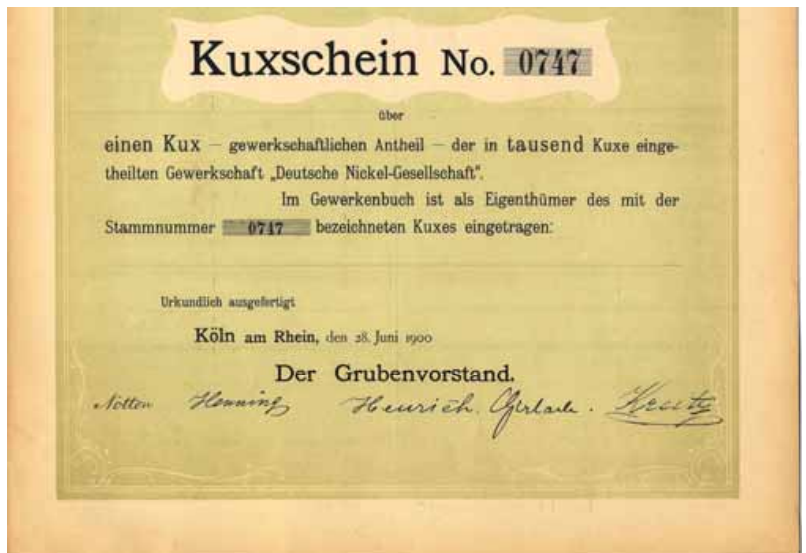 Kuxschein No. 0747
über
einen Kux — gewerkschaftlichen Antheil — der in tausend Kuxe einge-
theilten Gewerkschaft „Deutsche Nickel-Gesellschaft“.
Im Gewerkenbuch ist als Eigenthümer des mit der
Stammnummer 0747 bezeichneten Kuxes eingetragen:
Urkundlich ausgefertigt
Köln am Rhein, den 28. Juni 1900
Der Grubenvorstand.
Notten Henning Heinrich. Gerlach.